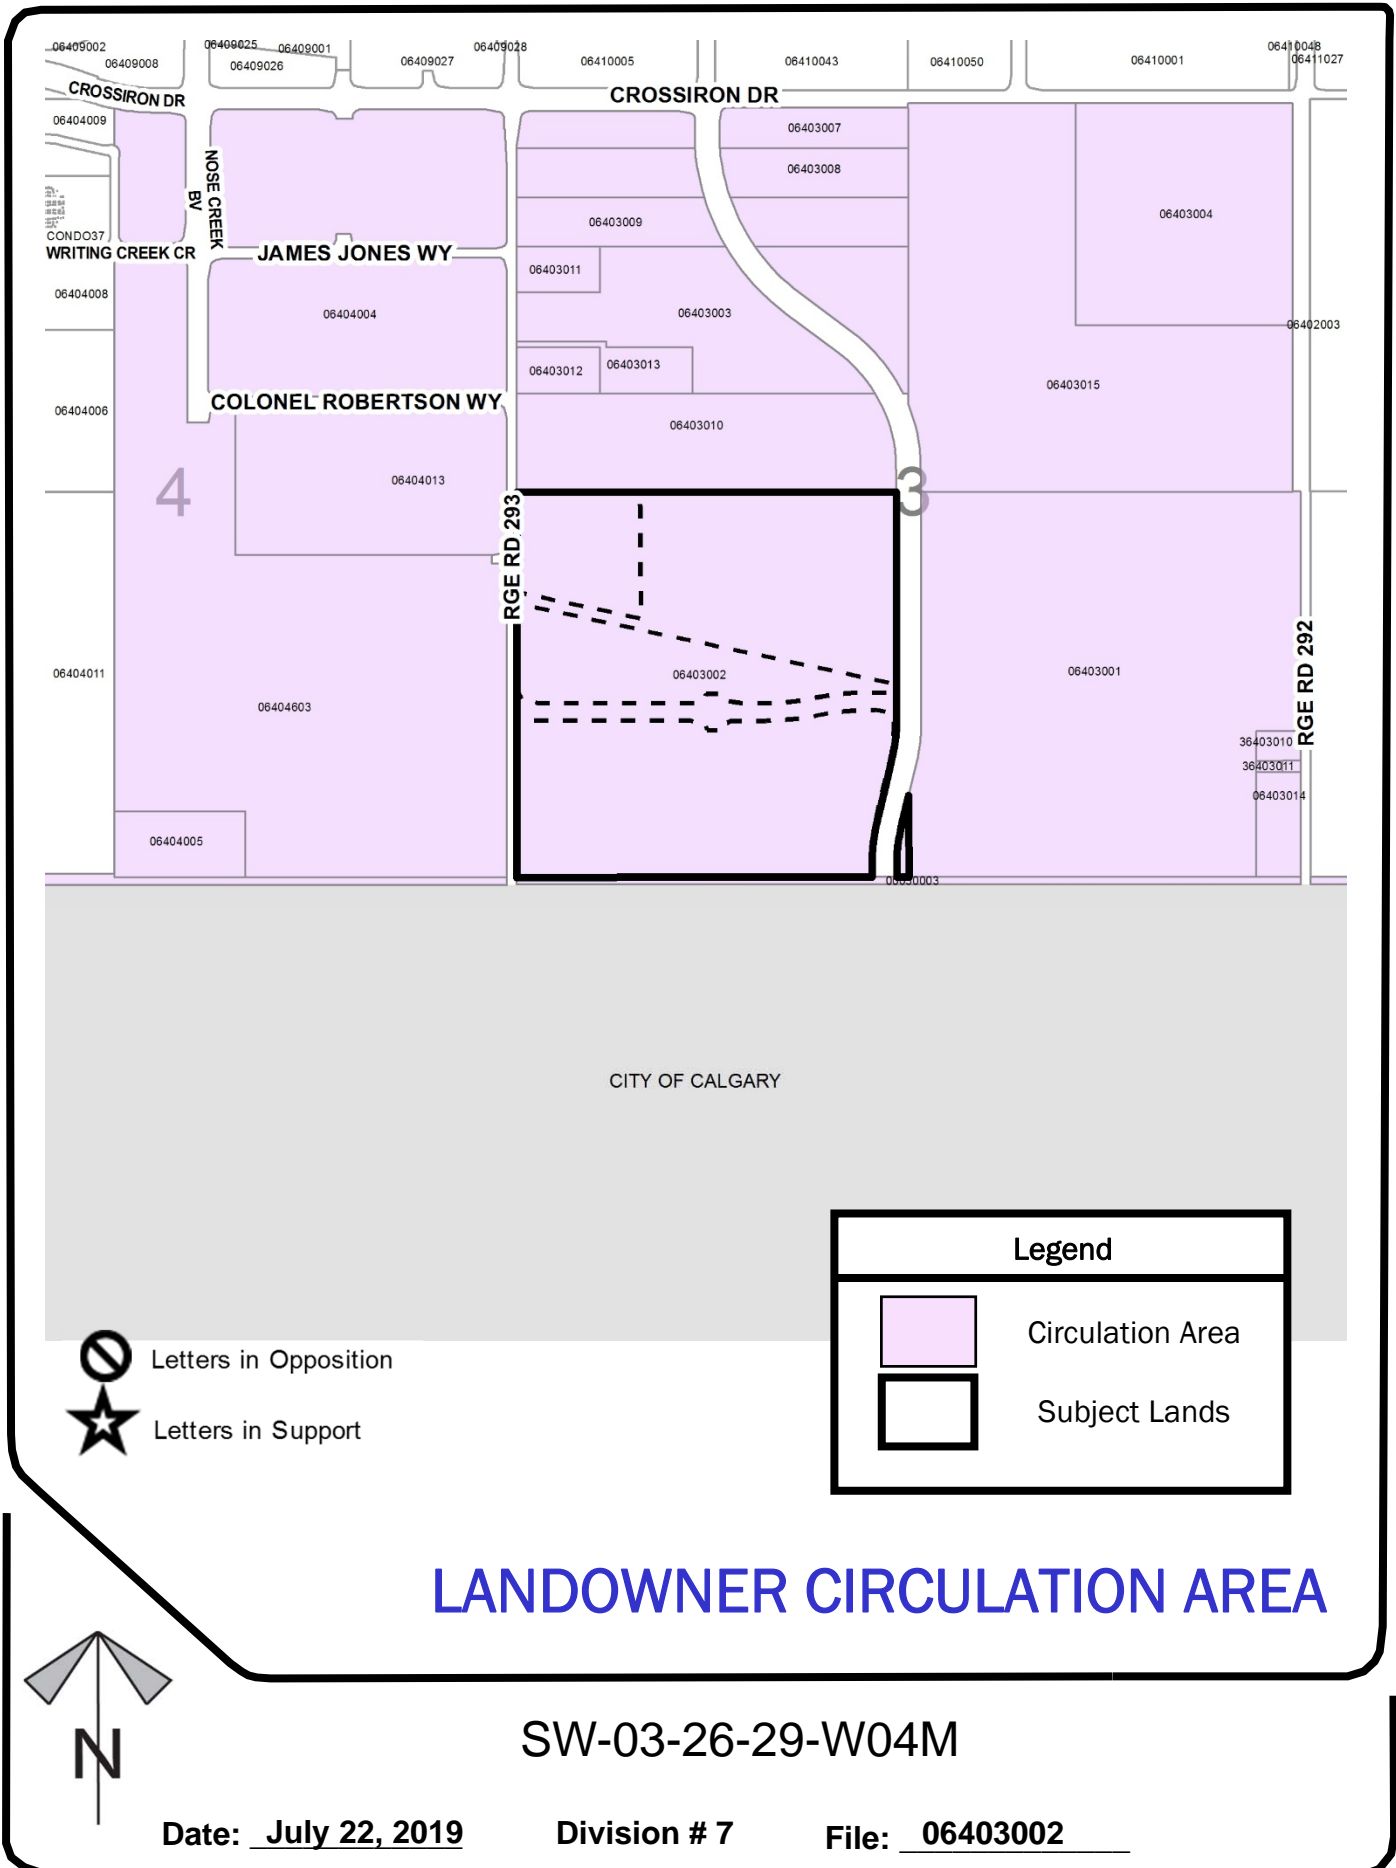 06409002
06409008
06409025
06409001
06409026
06409027
06409028
06410005
06410043
06410050
06410001
06410048
06411027
CROSSIRON DR
CROSSIRON DR
06404009
06403007
06403008
NOSE CREEK
BV
06403009
06403004
CONDO37
WRITING CREEK CR
JAMES JONES WY
06403011
06404008
06404004
06403003
06402003
06403012
06403013
06403015
COLONEL ROBERTSON WY
06404006
06403010
06404013
4
3
RGE RD 293
06404011
06403002
06403001
RGE RD 292
06404603
36403010
36403011
06403014
06404005
CITY OF CALGARY
Legend
Circulation Area
Subject Lands
Letters in Opposition
Letters in Support
LANDOWNER CIRCULATION AREA
N
SW-03-26-29-W04M
Date: July 22, 2019 Division # 7 File: 06403002